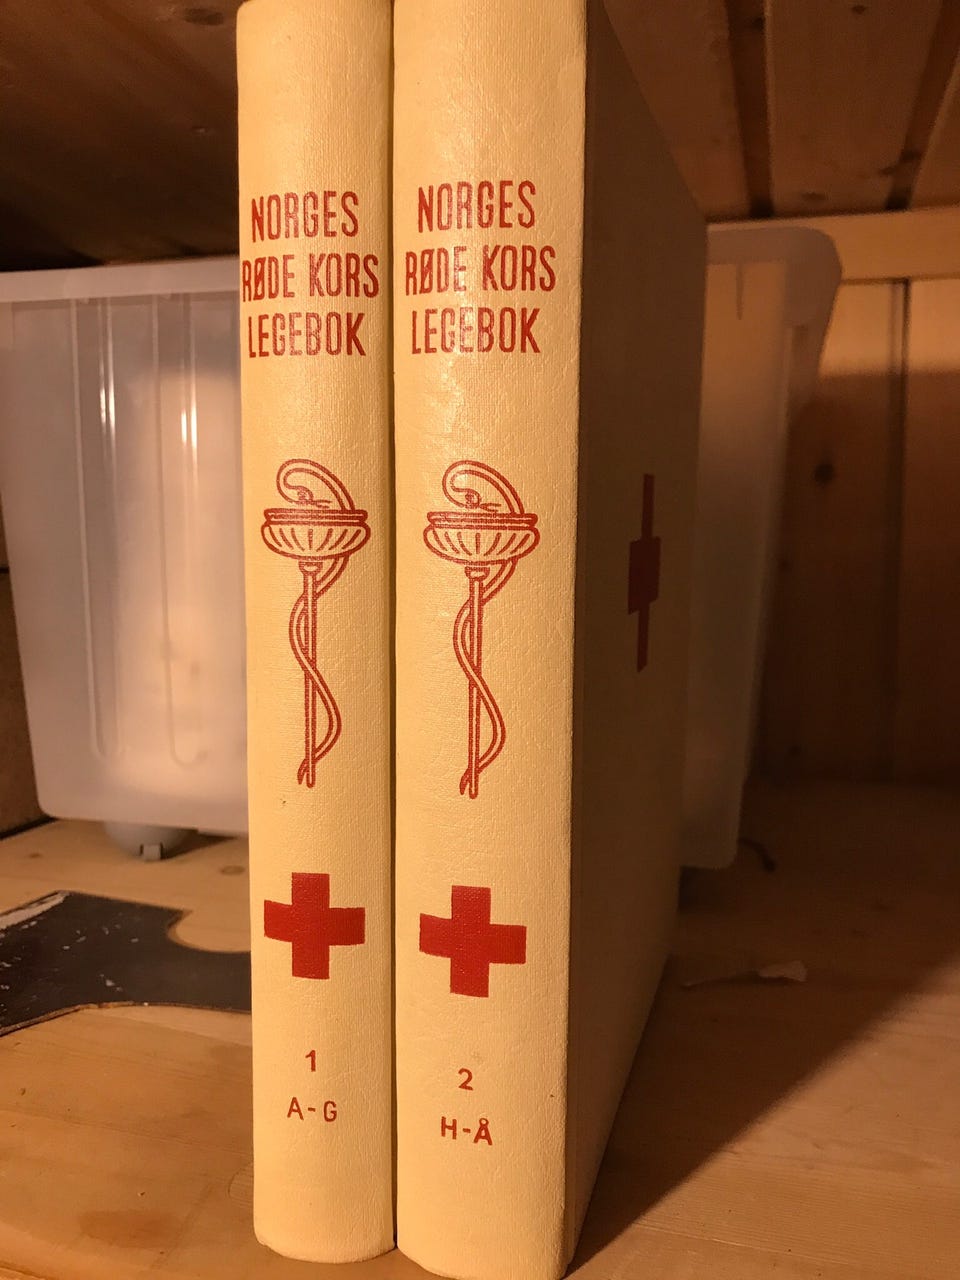 NORGES
RØDE KORS
LEGEBOK
1
A-G
NORGES
RØDE KORS
LEGEBOK
2
H-Å